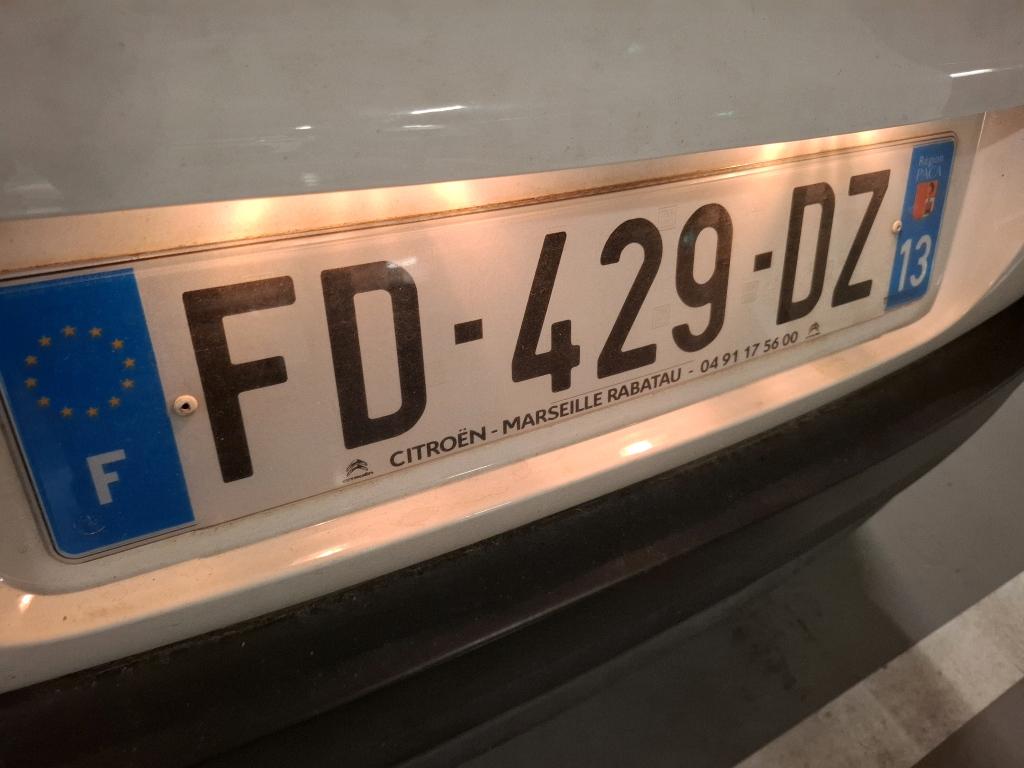 FD-429-DZ
F
Région
PACA
13
CITROËN - MARSEILLE RABATAU - 04 91 17 56 00